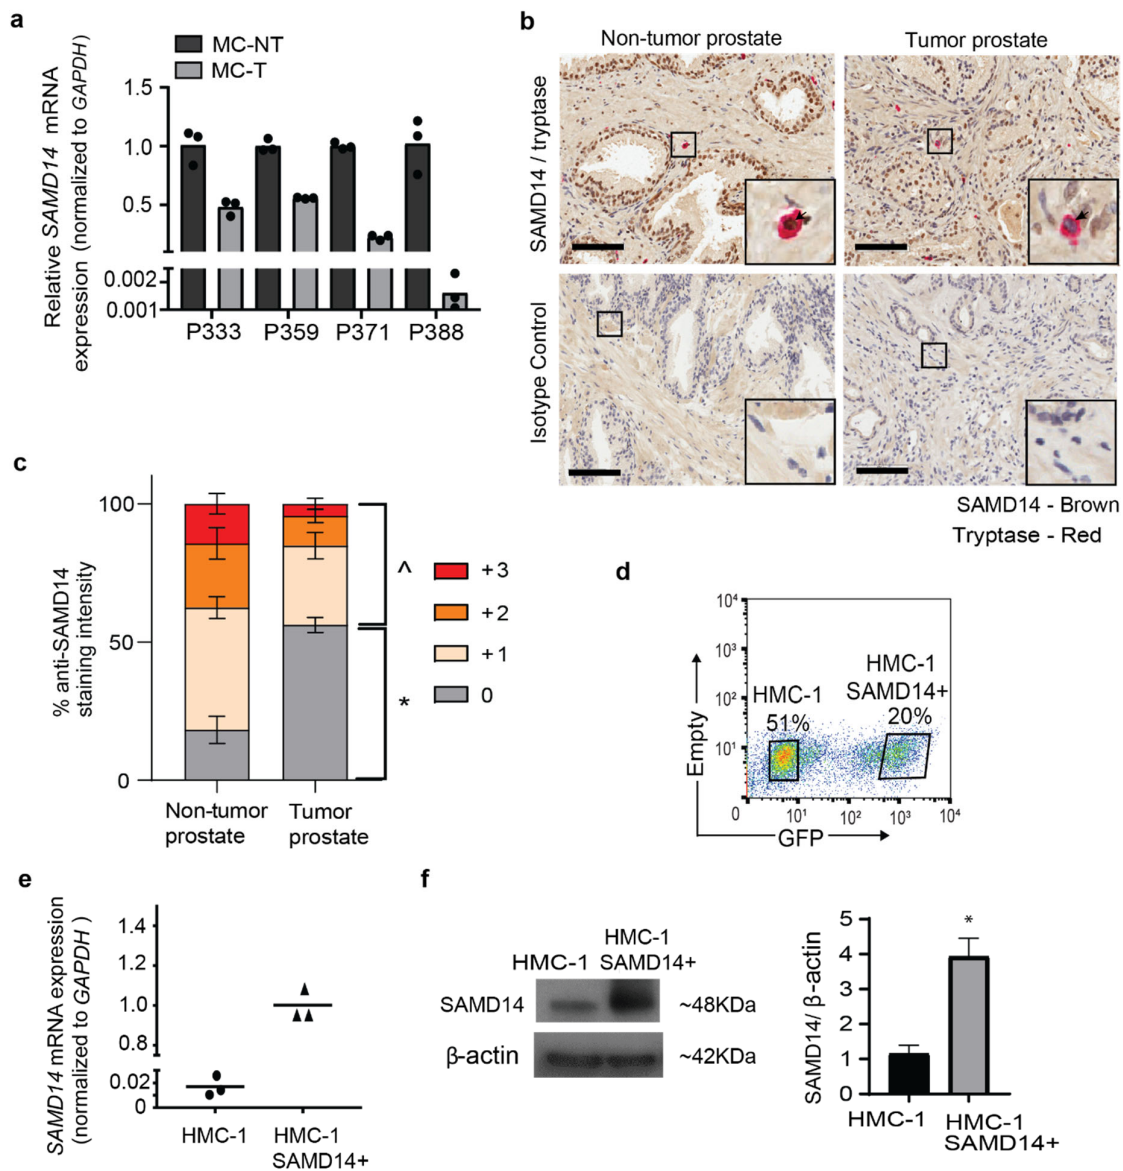 a
MC-NT
MC-T
Relative SAMD14 mRNA
expression (normalized to GAPDH)
1.5
1.0
0.5
0.002
0.001
P333 P359 P371 P388
b
Non-tumor prostate Tumor prostate
SAMD14 / tryptase
Isotype Control
SAMD14 - Brown
Tryptase - Red
c
% anti-SAMD14
staining intensity
100
50
0
Non-tumor
prostate
Tumor
prostate
^
*
+3
+2
+1
0
d
Empty
10⁴
10³
10²
10¹
0 10¹ 10² 10³ 10⁴
HMC-1
51%
HMC-1
SAMD14+
20%
GFP
e
SAMD14 mRNA expression
(normalized to GAPDH )
1.4
1.2
1.0
0.8
0.02
0
HMC-1
HMC-1
SAMD14+
f
HMC-1
HMC-1
SAMD14+
SAMD14 ~48KDa
β-actin ~42KDa
SAMD14/ β-actin
5
4
3
2
1
0
*
HMC-1
HMC-1
SAMD14+